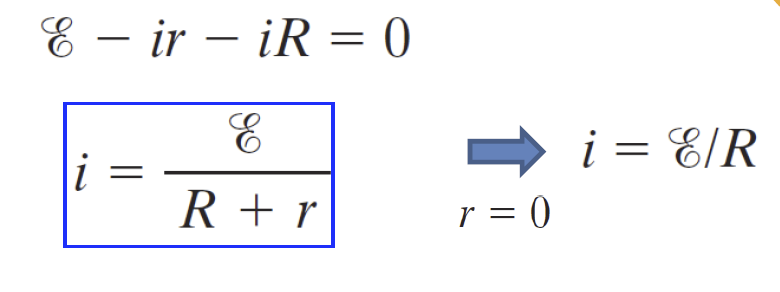 ℰ − ir − iR = 0
i = ℰ / (R + r)
i = ℰ/R
r = 0